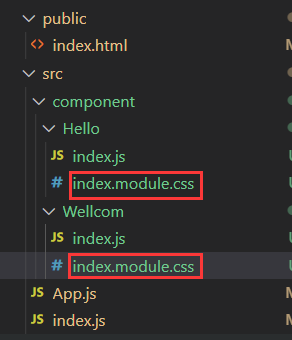 public
<> index.html
src
component
Hello
JS index.js
# index.module.css
Wellcom
JS index.js
# index.module.css
JS App.js
JS index.js